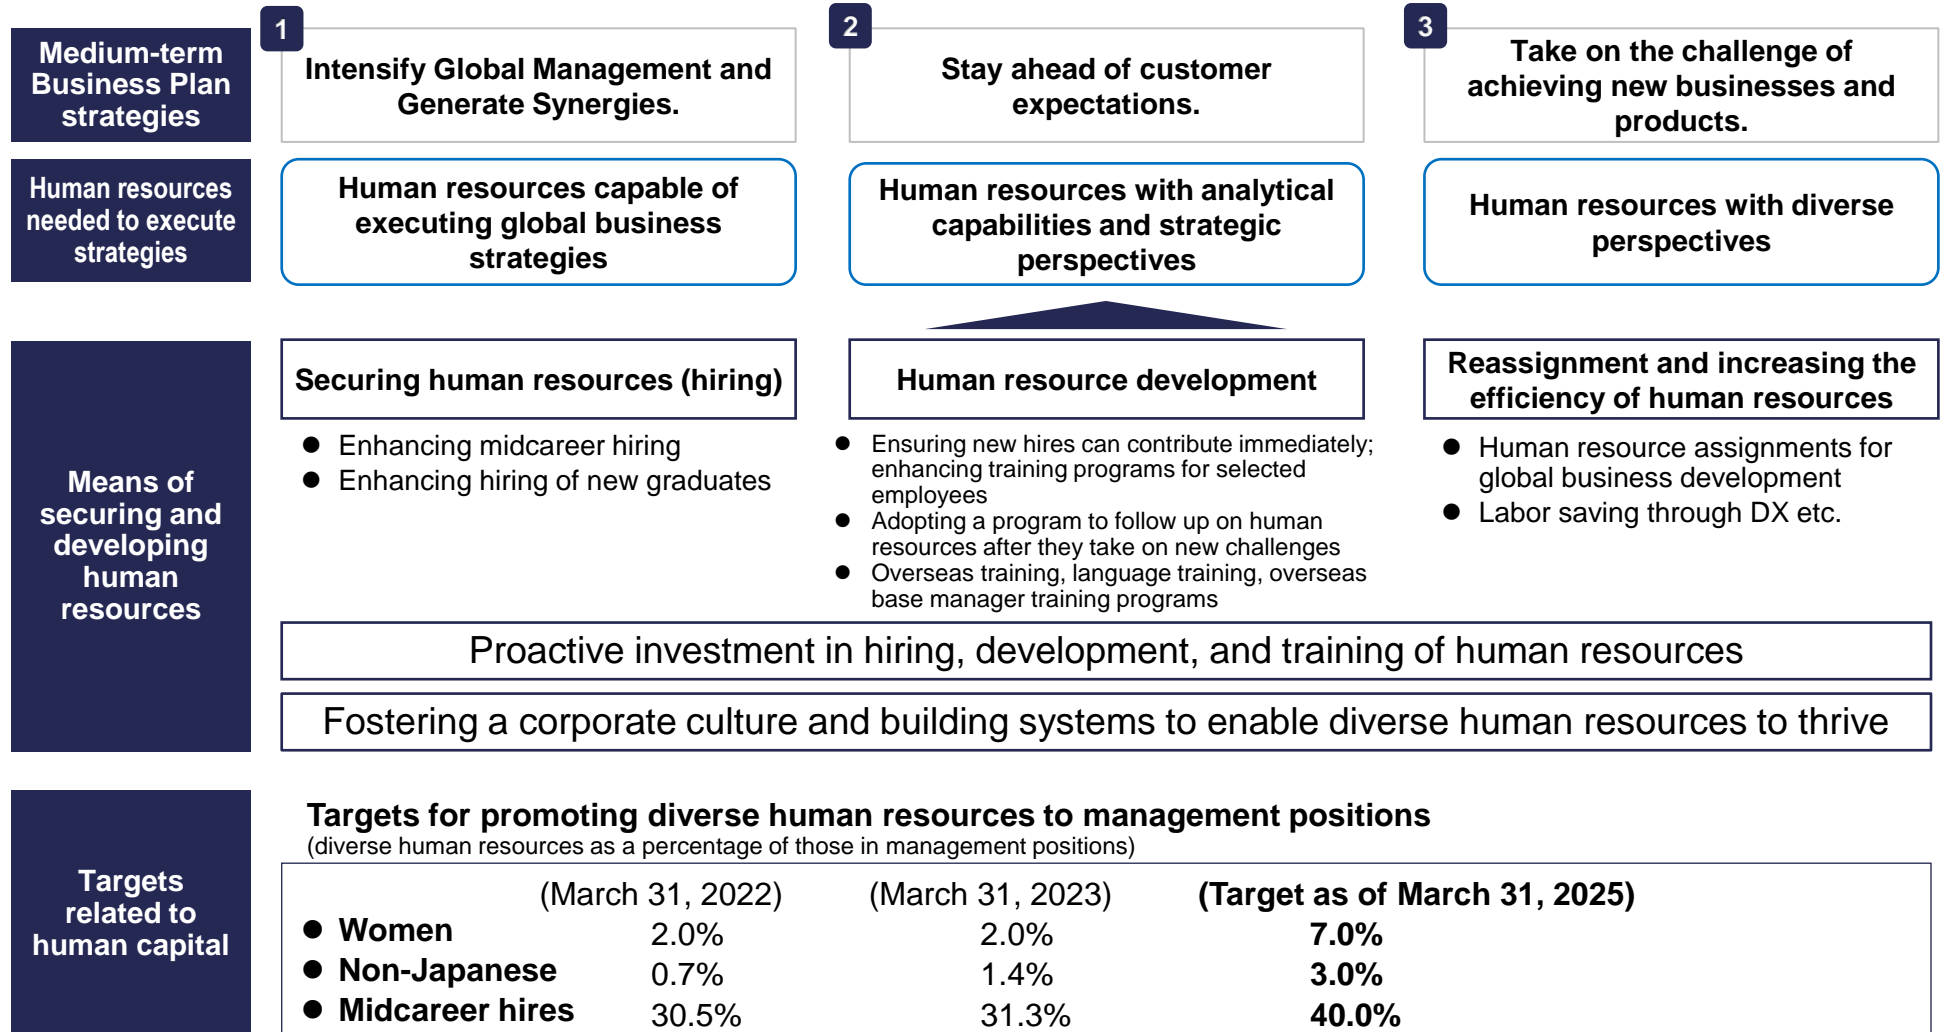 Medium-term
Business Plan
strategies
1
Intensify Global Management and
Generate Synergies.
2
Stay ahead of customer
expectations.
3
Take on the challenge of
achieving new businesses and
products.
Human resources
needed to execute
strategies
Human resources capable of
executing global business
strategies
Human resources with analytical
capabilities and strategic
perspectives
Human resources with diverse
perspectives
Means of
securing and
developing
human
resources
Securing human resources (hiring)
● Enhancing midcareer hiring
● Enhancing hiring of new graduates
Human resource development
● Ensuring new hires can contribute immediately;
enhancing training programs for selected
employees
● Adopting a program to follow up on human
resources after they take on new challenges
● Overseas training, language training, overseas
base manager training programs
Reassignment and increasing the
efficiency of human resources
● Human resource assignments for
global business development
● Labor saving through DX etc.
Proactive investment in hiring, development, and training of human resources
Fostering a corporate culture and building systems to enable diverse human resources to thrive
Targets
related to
human capital
Targets for promoting diverse human resources to management positions
(diverse human resources as a percentage of those in management positions)
(March 31, 2022) (March 31, 2023) (Target as of March 31, 2025)
● Women 2.0% 2.0% 7.0%
● Non-Japanese 0.7% 1.4% 3.0%
● Midcareer hires 30.5% 31.3% 40.0%